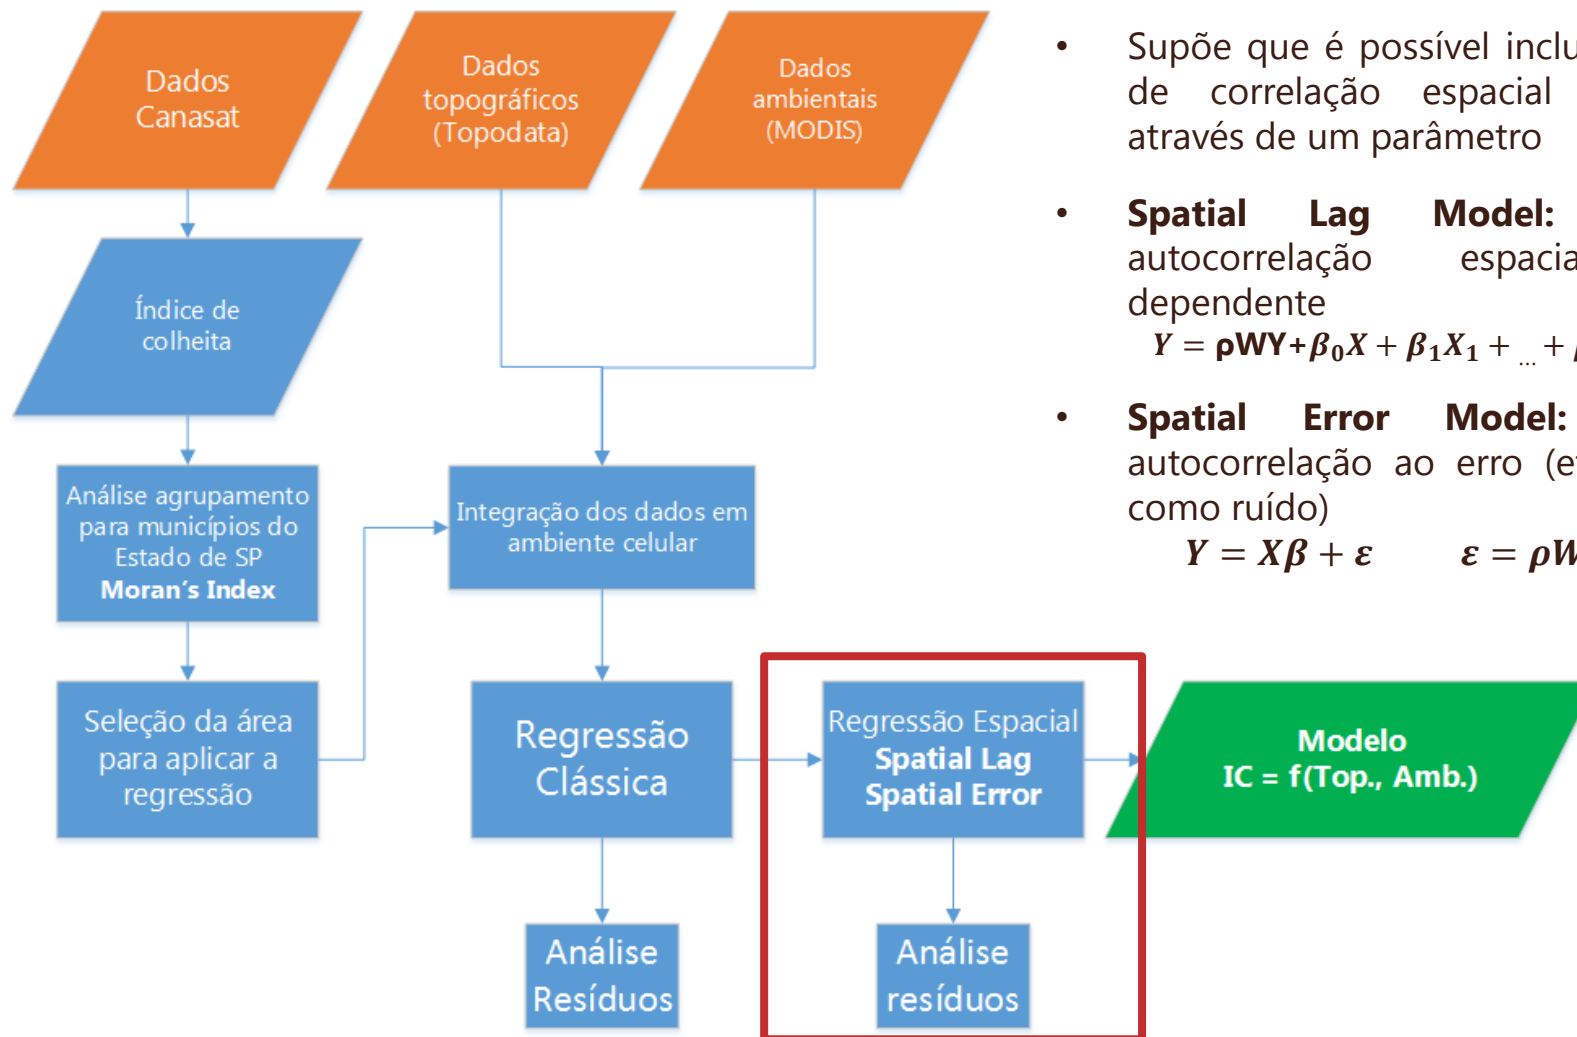 Dados
Canasat
Dados
topográficos
(Topodata)
Dados
ambientais
(MODIS)
Índice de
colheita
Análise agrupamento
para municípios do
Estado de SP
Moran's Index
Integração dos dados em
ambiente celular
Seleção da área
para aplicar a
regressão
Regressão
Clássica
Regressão Espacial
Spatial Lag
Spatial Error
Modelo
IC = f(Top., Amb.)
Análise
Resíduos
Análise
resíduos
• Supõe que é possível
de correlação espacial
através de um parâmetro
• Spatial Lag Model:
autocorrelação
dependente
Y = ρWY+β₀X + β₁X₁ + ... +
• Spatial Error Model:
autocorrelação ao erro
como ruído)
Y = Xβ + ε ε = ρW